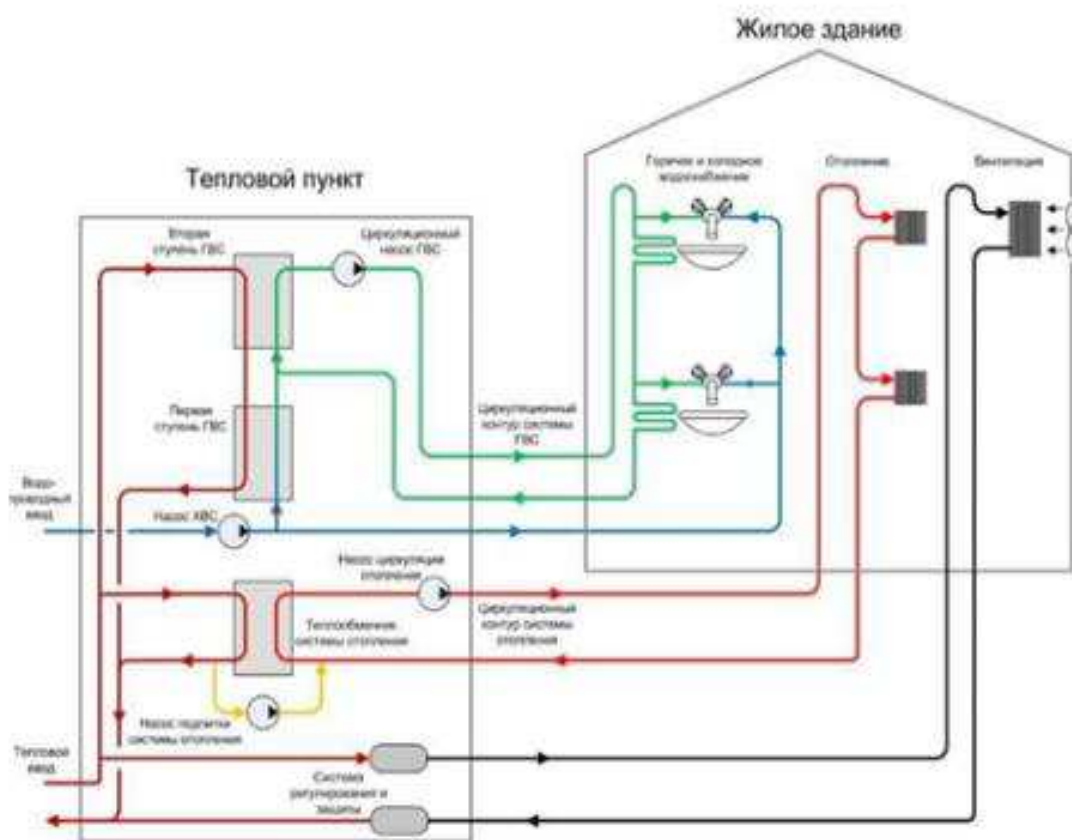 Жилое здание
Тепловой пункт
Горячее и холодное
водоснабжение
Отопление
Вентиляция
Вторая
ступень ГВС
Циркуляционный
насос ГВС
Первая
ступень ГВС
Циркуляционный
контур системы
ГВС
Водо-
проводный
ввод
Насос ХВС
Насос циркуляции
отопления
Теплообменник
системы отопления
Циркуляционный
контур системы
отопления
Насос подпитки
системы отопления
Тепловой
ввод
Система
регулирования и
защиты